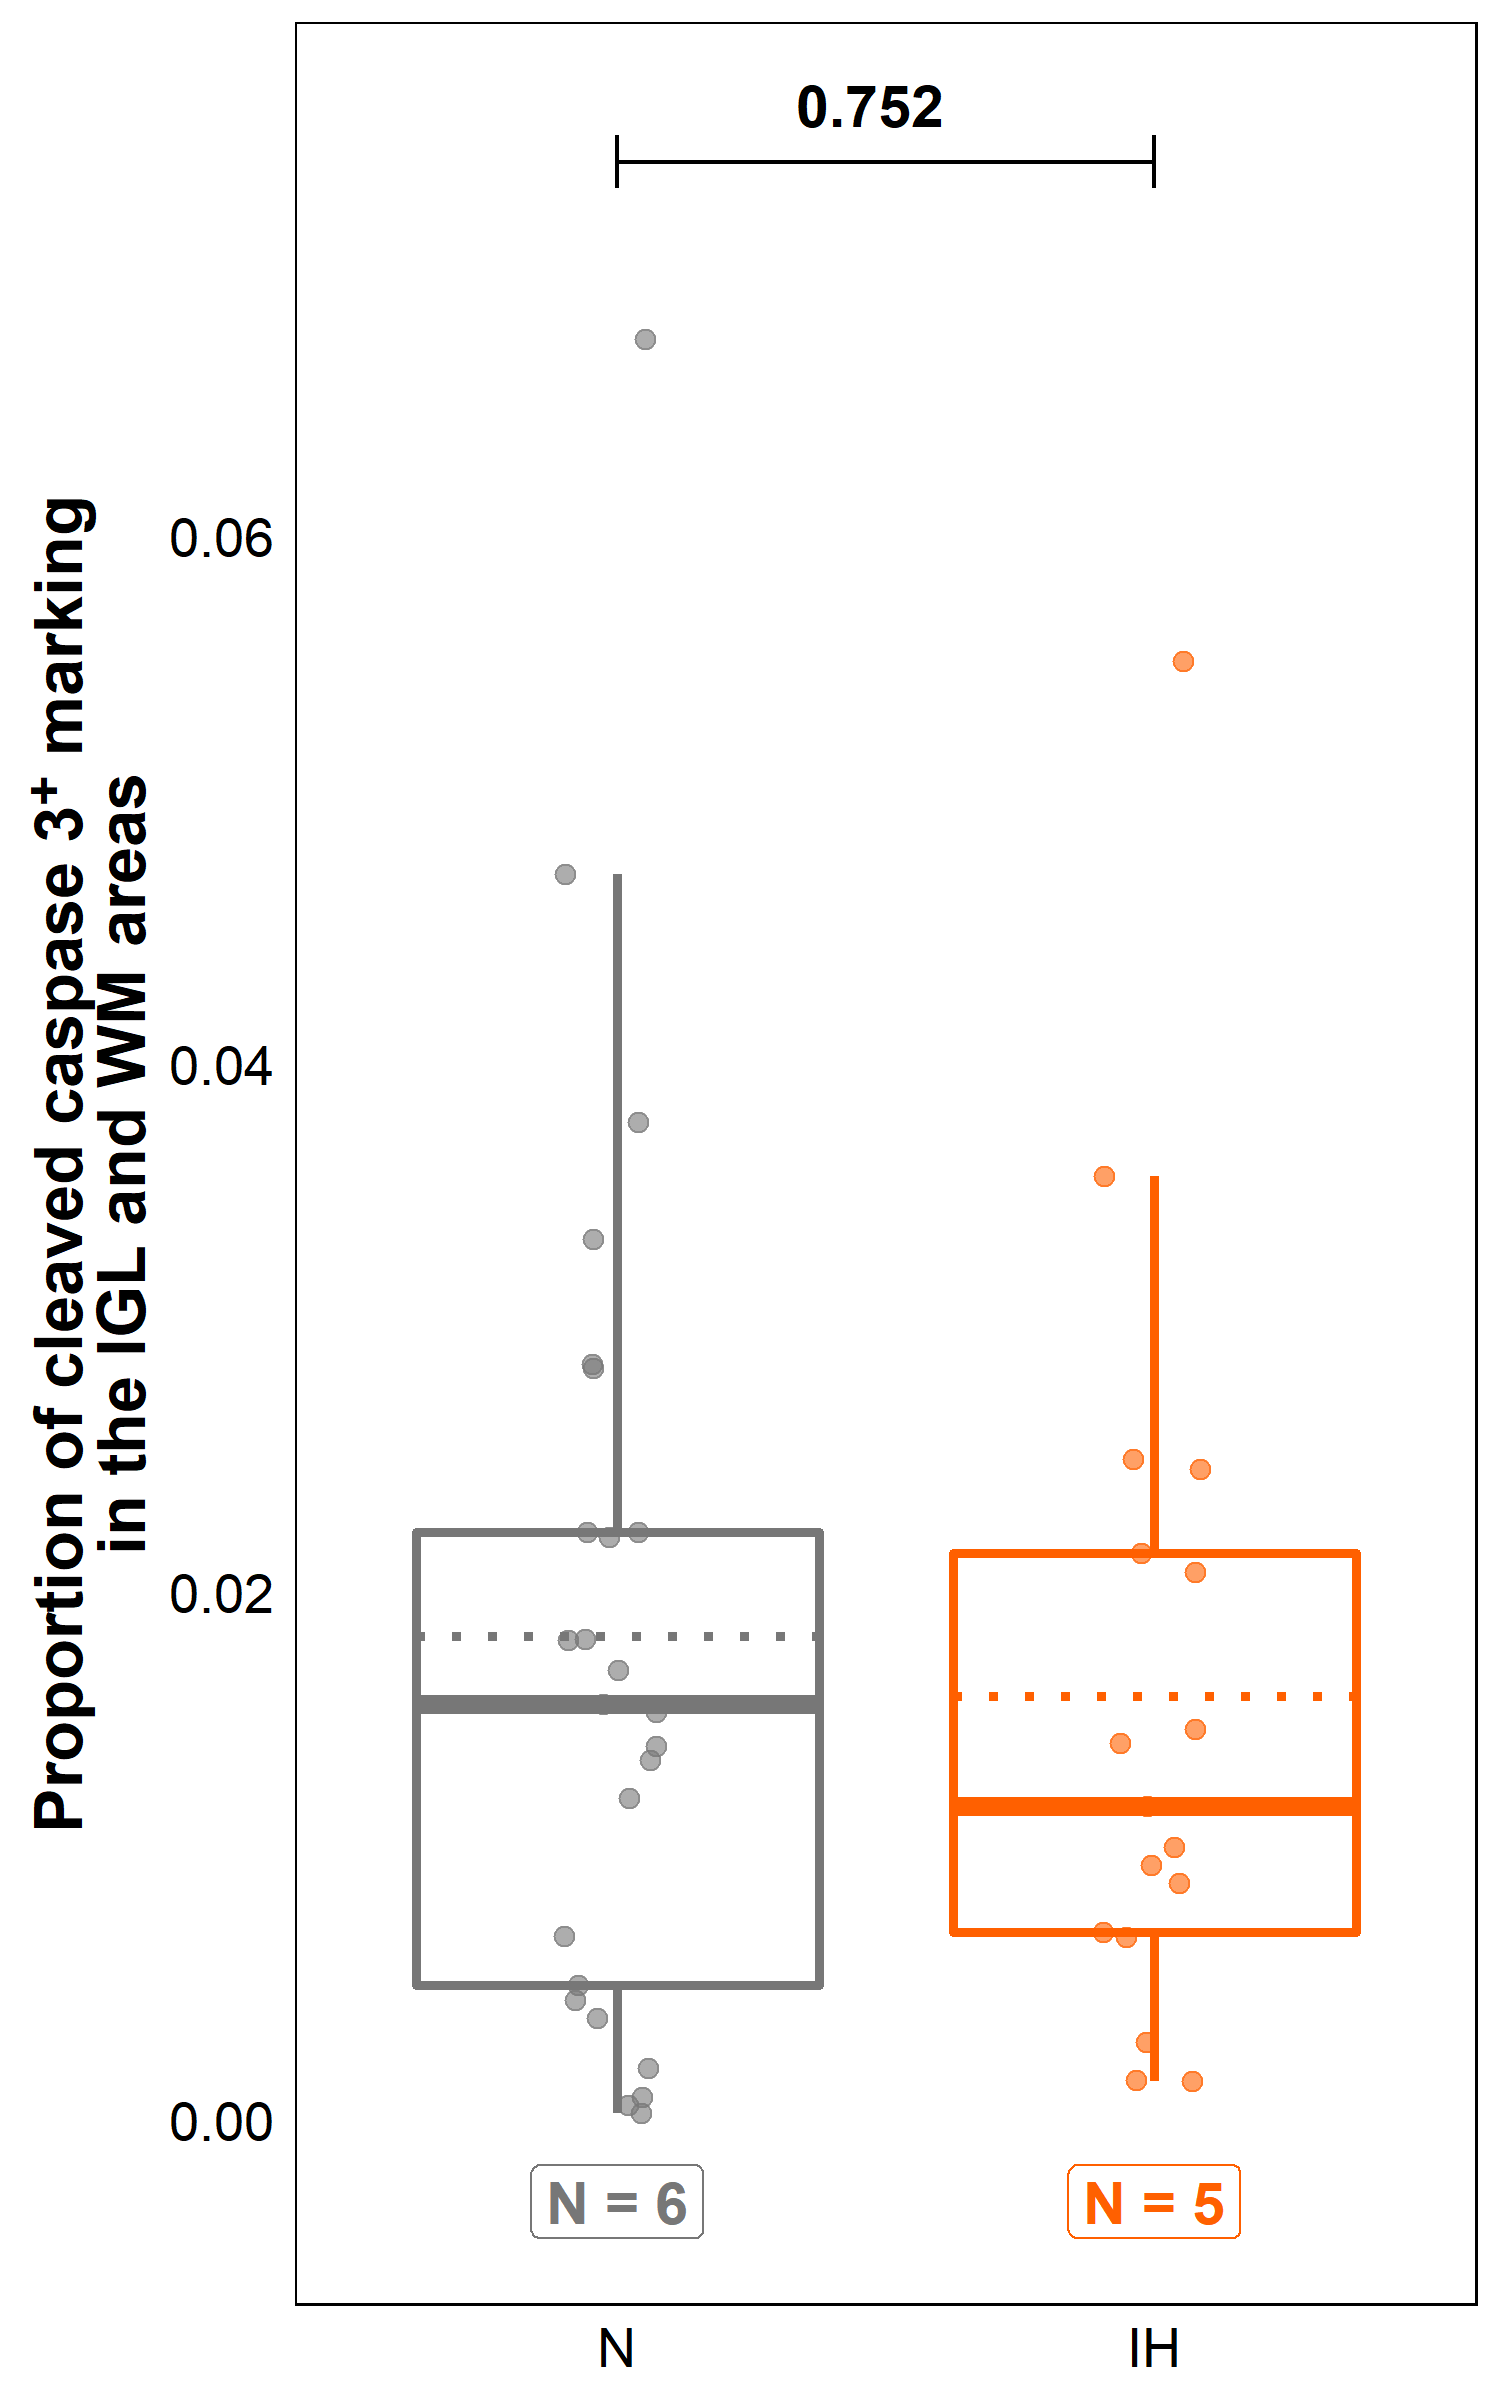 0.752
Proportion of cleaved caspase 3⁺ marking
in the IGL and WM areas
0.06
0.04
0.02
0.00
N = 6
N = 5
N
IH